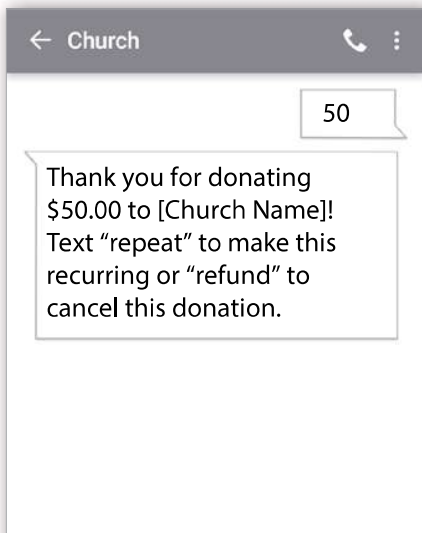 Church
50
Thank you for donating
$50.00 to [Church Name]!
Text “repeat” to make this
recurring or “refund” to
cancel this donation.